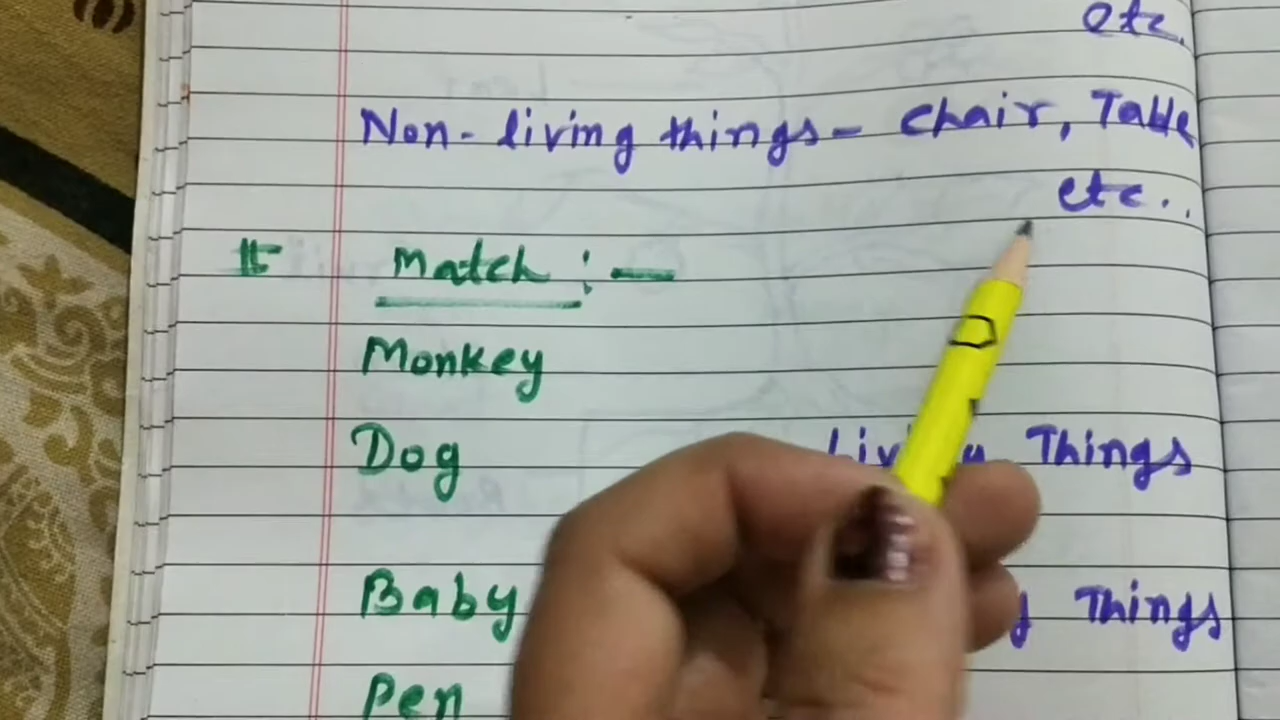 etc.
Non-living things - Chair, Table
etc..
# Match :-
Monkey
Dog Things
Baby Things
Pen